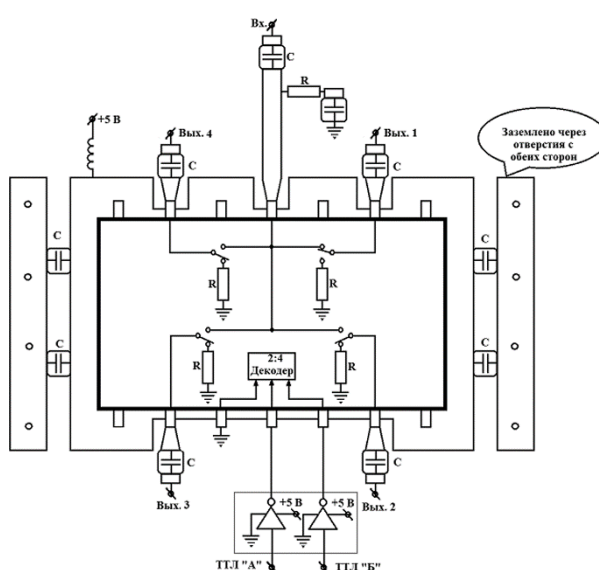 Вх.
C
R
+5 В
Вых. 4
C
Вых. 1
C
Заземлено через
отверстия с
обеих сторон
C
C
R
R
C
C
R
2:4
Декодер
R
C
C
Вых. 3
+5 В
+5 В
Вых. 2
ТТЛ "А"
ТТЛ "Б"